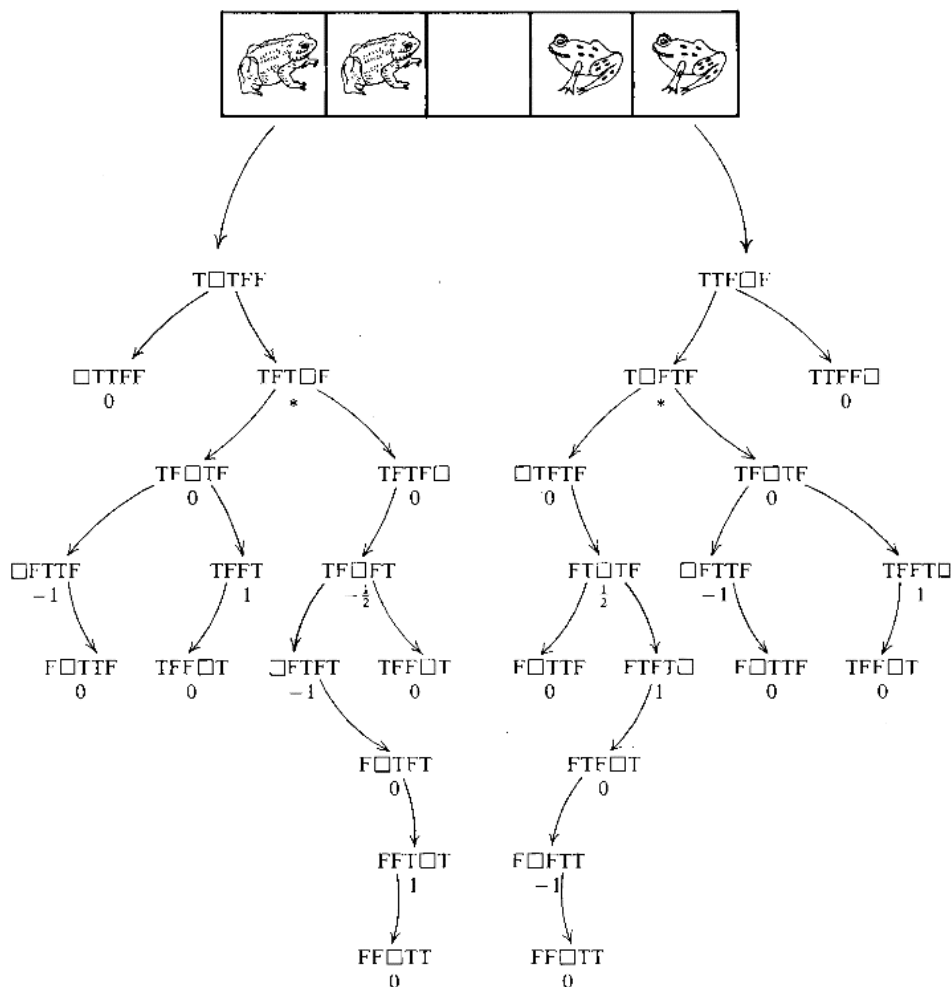 T□TFF TTF□F
□TTFF TFT□F T□FTF TTFF□
0 * * 0
TF□TF TFTF□ □TFTF TF□TF
0 0 0 0
□FTTF TFFT TF□FT FT□TF □FTTF TFFT□
-1 1 -½ ½ -1 1
F□TTF TFF□T □FTFT TFF□T F□TTF FTFT□ F□TTF TFF□T
0 0 -1 0 0 1 0 0
F□TFT FTF□T
0 0
FFT□T F□FTT
1 -1
FF□TT FF□TT
0 0